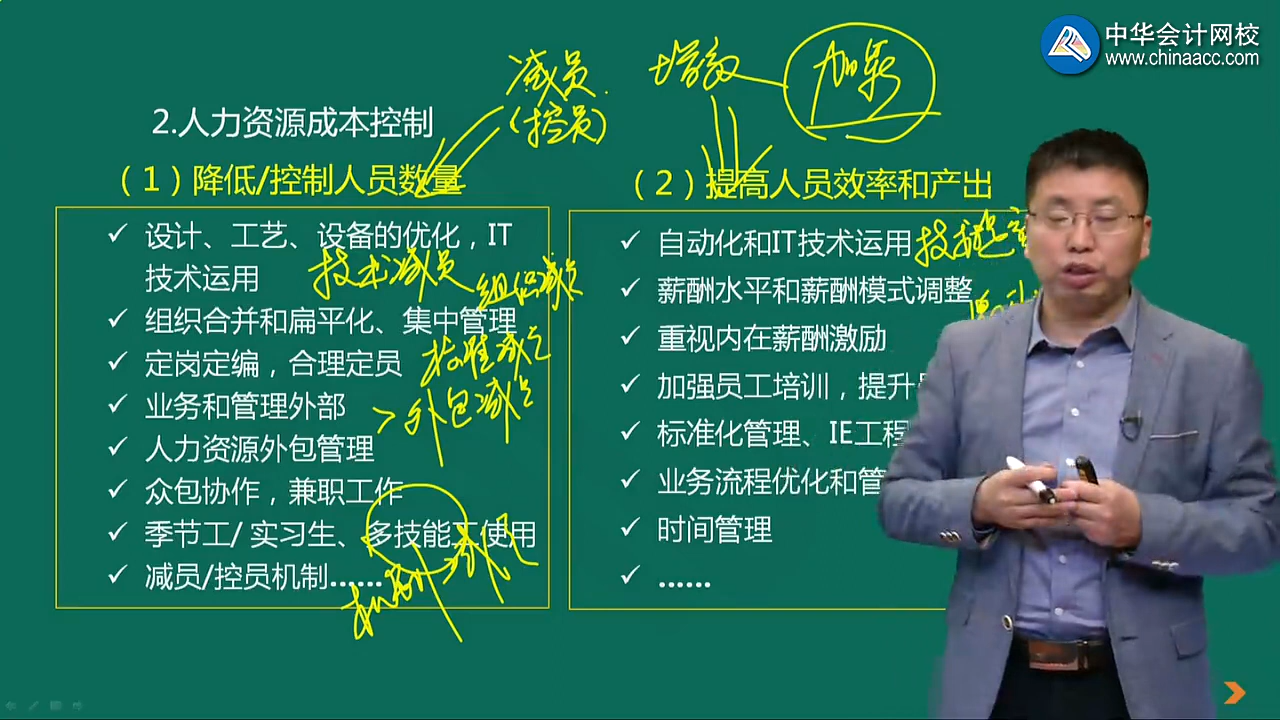 中华会计网校
www.chinaacc.com
减员
(控员)
增效
加薪
2.人力资源成本控制
（1）降低/控制人员数量
✓ 设计、工艺、设备的优化，IT
技术运用
技术减员
组织减员
✓ 组织合并和扁平化、集中管理
✓ 定岗定编，合理定员
✓ 业务和管理外部
外包减员
✓ 人力资源外包管理
✓ 众包协作，兼职工作
✓ 季节工/ 实习生、多技能工使用
✓ 减员/控员机制……
机制
（2）提高人员效率和产出
✓ 自动化和IT技术运用
✓ 薪酬水平和薪酬模式调整
✓ 重视内在薪酬激励
✓ 加强员工培训，提升
✓ 标准化管理、IE工程
✓ 业务流程优化和管
✓ 时间管理
✓ ……